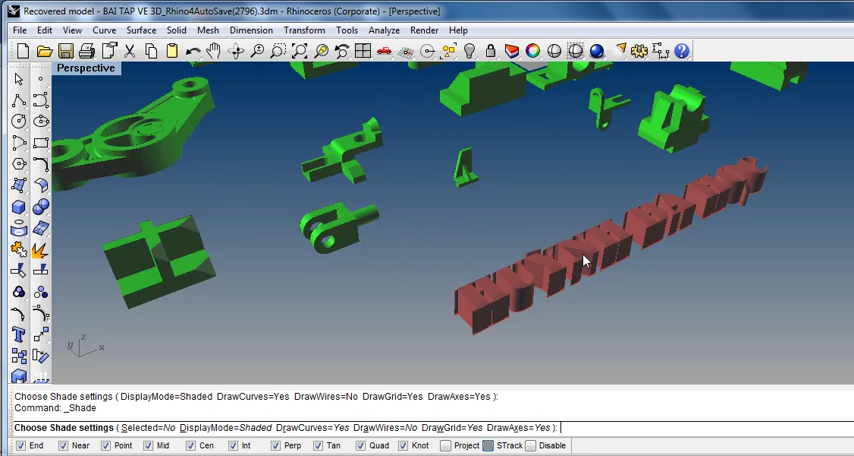 Recovered model - BAI TAP VE 3D_Rhino4AutoSave(2796).3dm - Rhinoceros (Corporate) - [Perspective]
File Edit View Curve Surface Solid Mesh Dimension Transform Tools Analyze Render Help
Perspective
z
y
x
Choose Shade settings ( DisplayMode=Shaded DrawCurves=Yes DrawWires=No DrawGrid=Yes DrawAxes=Yes ):
Command: _Shade
Choose Shade settings ( Selected=No DisplayMode=Shaded DrawCurves=Yes DrawWires=No DrawGrid=Yes DrawAxes=Yes ):
End Near Point Mid Cen Int Perp Tan Quad Knot Project STrack Disable